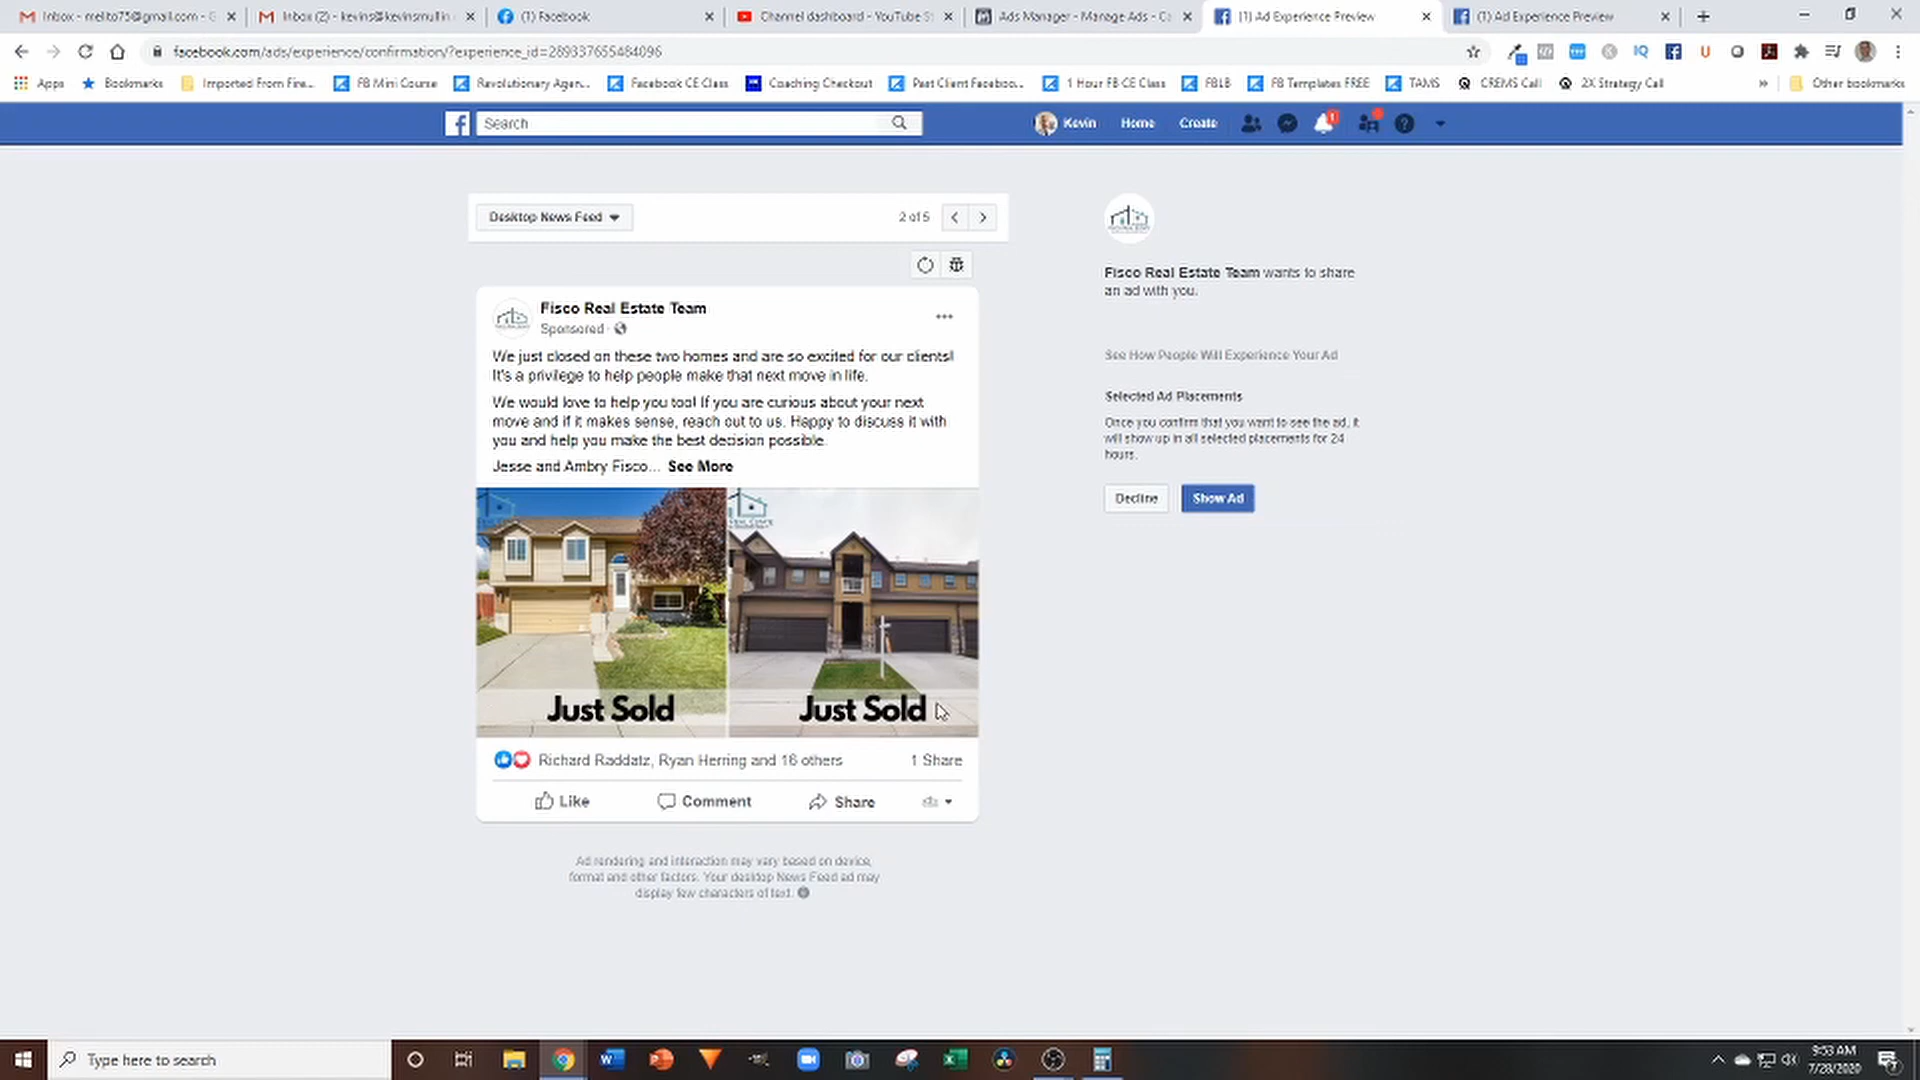 Inbox - melito75@gmail.com - G
Inbox (2) - kevins@kevinsmullin
(1) Facebook
Channel dashboard - YouTube St
Ads Manager - Manage Ads - Ca
(1) Ad Experience Preview
(1) Ad Experience Preview
facebook.com/ads/experience/confirmation/?experience_id=289337655484096
Apps
Bookmarks
Imported From Fire...
FB Mini Course
Revolutionary Agen...
Facebook CE Class
Coaching Checkout
Past Client Faceboo...
1 Hour FB CE Class
FBLB
FB Templates FREE
TAMS
CREMS Call
2X Strategy Call
»
Other bookmarks
Search
Kevin
Home
Create
1
Desktop News Feed
2 of 5
Fisco Real Estate Team
Sponsored ·
We just closed on these two homes and are so excited for our clients!
It's a privilege to help people make that next move in life.
We would love to help you too! If you are curious about your next
move and if it makes sense, reach out to us. Happy to discuss it with
you and help you make the best decision possible.
Jesse and Ambry Fisco... See More
Just Sold
Just Sold
Richard Raddatz, Ryan Herring and 16 others
1 Share
Like
Comment
Share
Ad rendering and interaction may vary based on device,
format and other factors. Your desktop News Feed ad may
display few characters of text.
Fisco Real Estate Team wants to share
an ad with you.
See How People Will Experience Your Ad
Selected Ad Placements
Once you confirm that you want to see the ad, it
will show up in all selected placements for 24
hours.
Decline
Show Ad
Type here to search
9:53 AM
7/28/2020